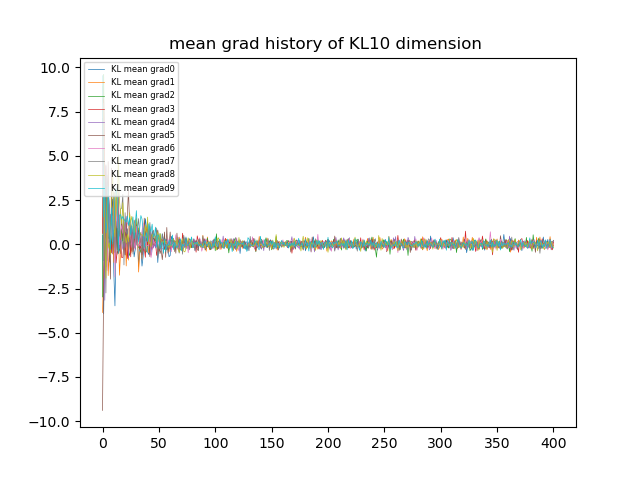 mean grad history of KL10 dimension
10.0
7.5
5.0
2.5
0.0
−2.5
−5.0
−7.5
−10.0
KL mean grad0
KL mean grad1
KL mean grad2
KL mean grad3
KL mean grad4
KL mean grad5
KL mean grad6
KL mean grad7
KL mean grad8
KL mean grad9
0 50 100 150 200 250 300 350 400